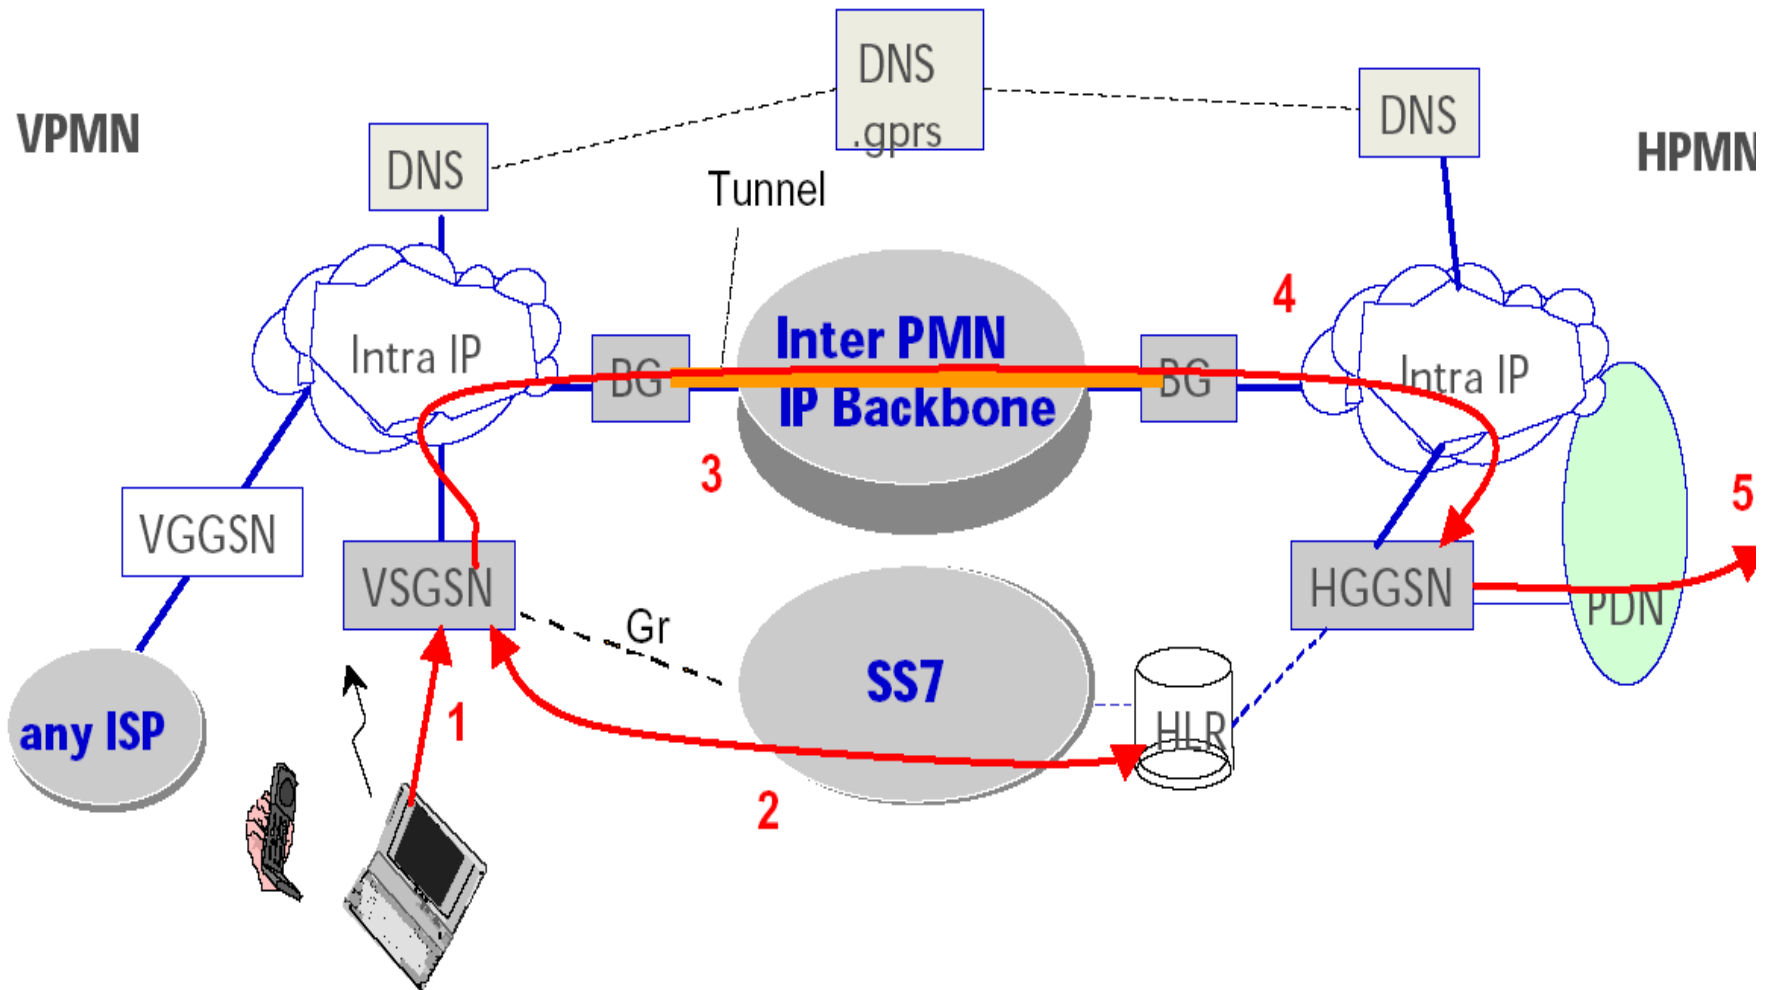 DNS
.gprs
DNS
VPMN
HPMN
DNS
Tunnel
4
Inter PMN
IP Backbone
Intra IP
BG
BG
Intra IP
3
5
VGGSN
VSGSN
HGGSN
PDN
Gr
SS7
any ISP
1
HLR
2